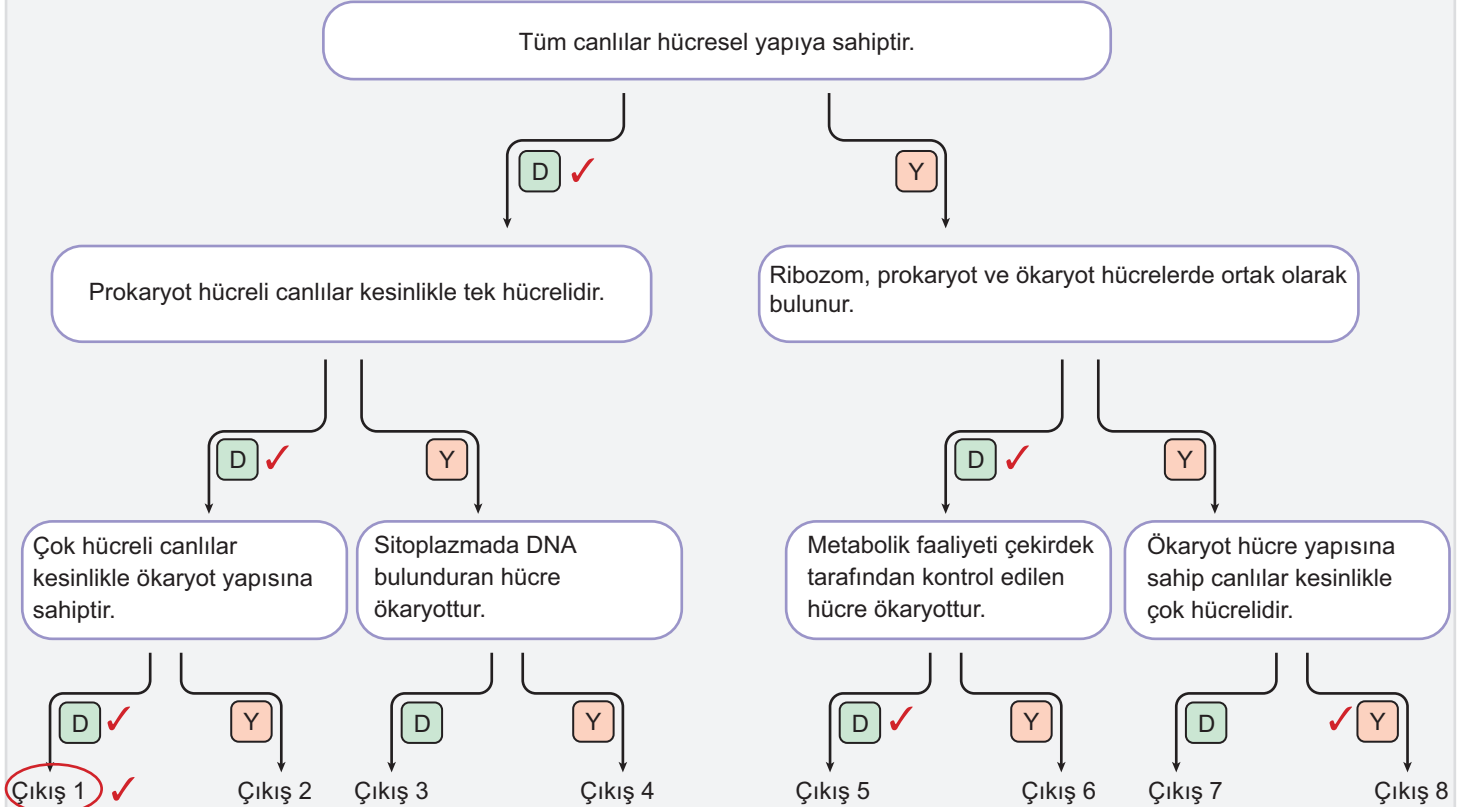 Tüm canlılar hücresel yapıya sahiptir.
D
Y
Prokaryot hücreli canlılar kesinlikle tek hücrelidir.
Ribozom, prokaryot ve ökaryot hücrelerde ortak olarak
bulunur.
D
Y
D
Y
Çok hücreli canlılar
kesinlikle ökaryot yapısına
sahiptir.
Sitoplazmada DNA
bulunduran hücre
ökaryottur.
Metabolik faaliyeti çekirdek
tarafından kontrol edilen
hücre ökaryottur.
Ökaryot hücre yapısına
sahip canlılar kesinlikle
çok hücrelidir.
D
Y
D
Y
D
Y
D
Y
Çıkış 1
Çıkış 2
Çıkış 3
Çıkış 4
Çıkış 5
Çıkış 6
Çıkış 7
Çıkış 8